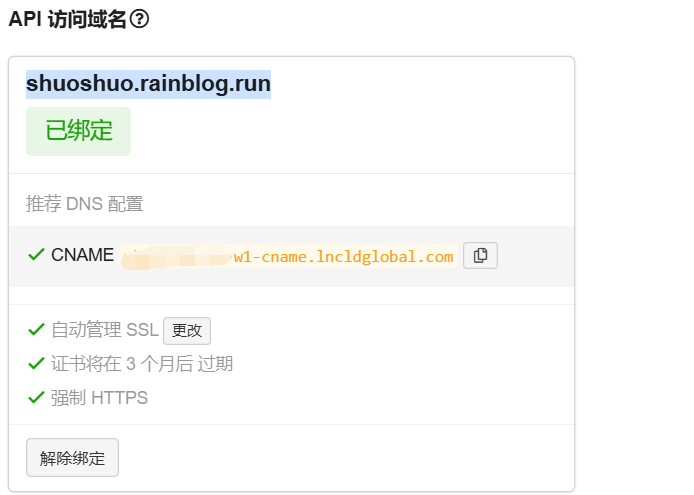 API 访问域名?
shuoshuo.rainblog.run
已绑定
推荐 DNS 配置
CNAME -w1-cname.lncldglobal.com
自动管理 SSL 更改
证书将在 3 个月后 过期
强制 HTTPS
解除绑定